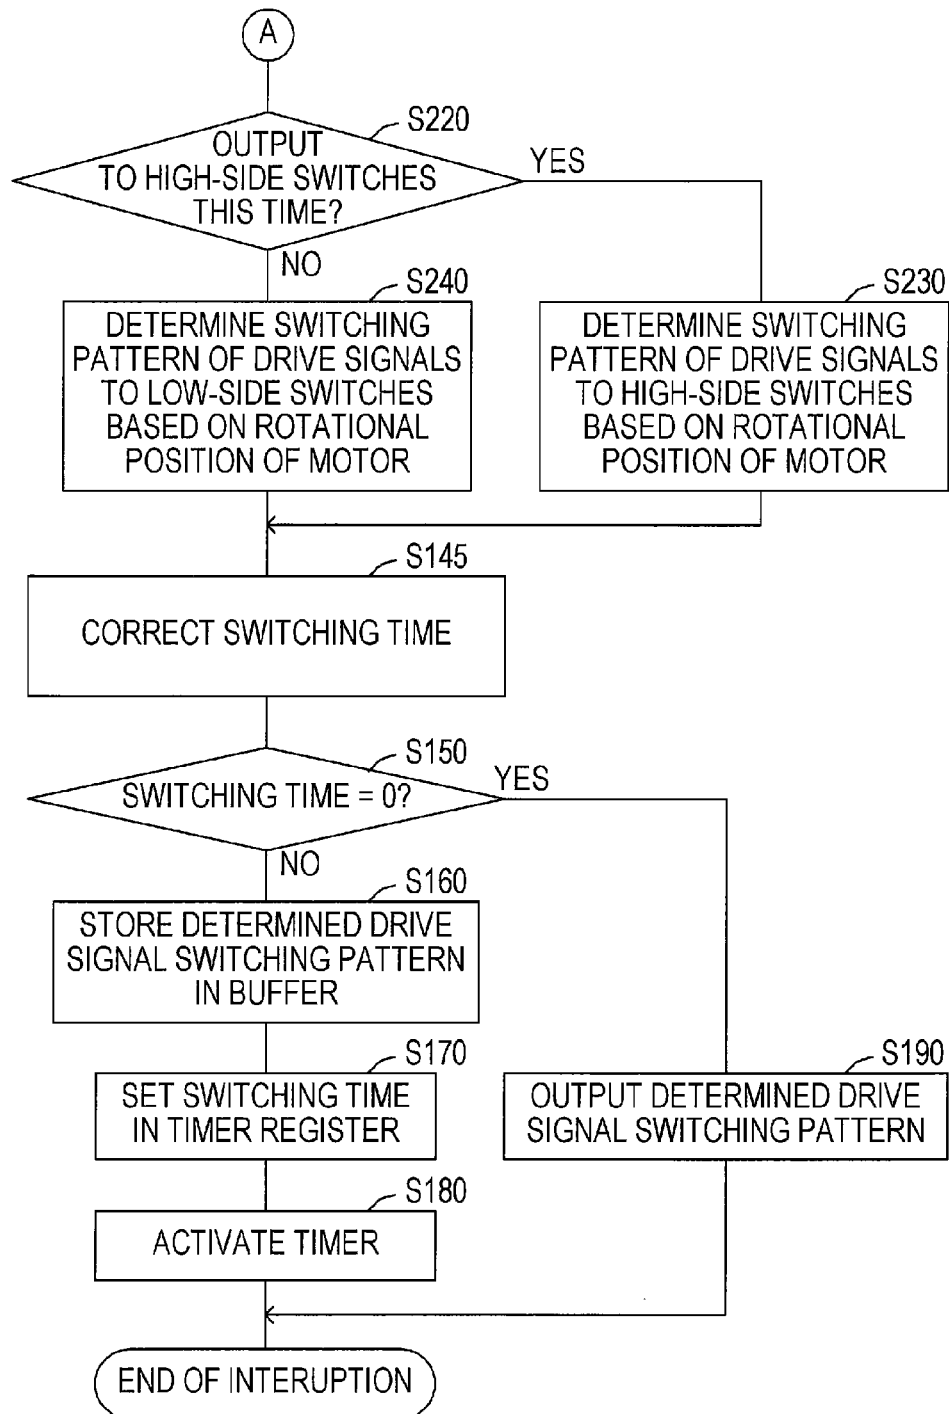 A
S220
OUTPUT
TO HIGH-SIDE SWITCHES
THIS TIME?
YES
NO
S240
DETERMINE SWITCHING
PATTERN OF DRIVE SIGNALS
TO LOW-SIDE SWITCHES
BASED ON ROTATIONAL
POSITION OF MOTOR
S230
DETERMINE SWITCHING
PATTERN OF DRIVE SIGNALS
TO HIGH-SIDE SWITCHES
BASED ON ROTATIONAL
POSITION OF MOTOR
S145
CORRECT SWITCHING TIME
S150
SWITCHING TIME = 0?
YES
NO
S160
STORE DETERMINED DRIVE
SIGNAL SWITCHING PATTERN
IN BUFFER
S170
SET SWITCHING TIME
IN TIMER REGISTER
S190
OUTPUT DETERMINED DRIVE
SIGNAL SWITCHING PATTERN
S180
ACTIVATE TIMER
END OF INTERUPTION